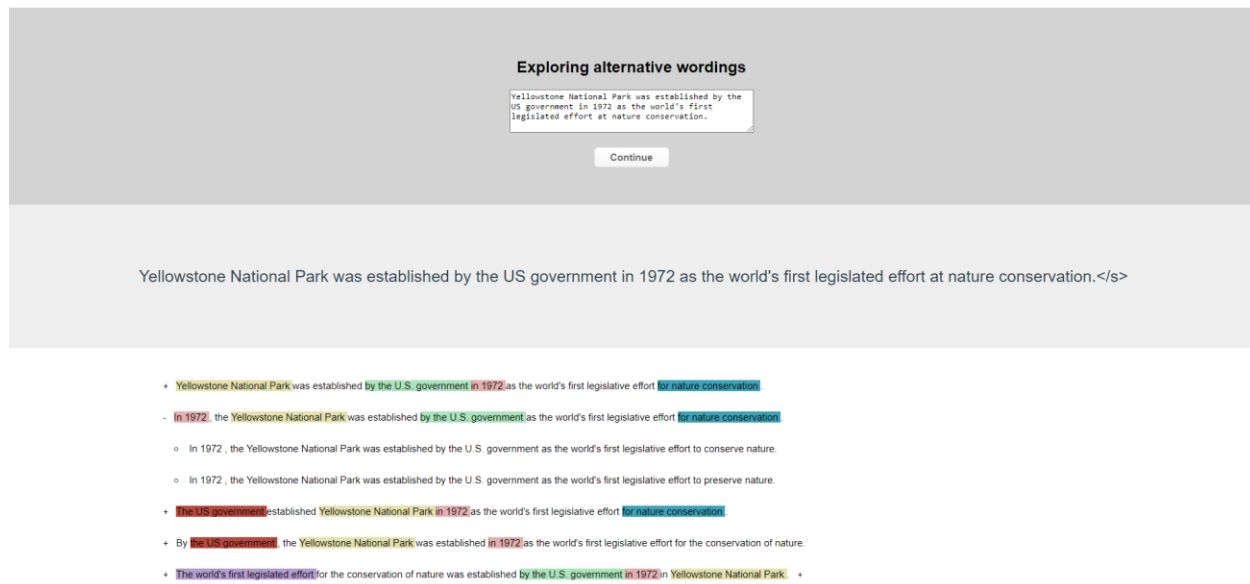 Exploring alternative wordings
Yellowstone National Park was established by the
US government in 1972 as the world's first
legislated effort at nature conservation.
Continue
Yellowstone National Park was established by the US government in 1972 as the world's first legislated effort at nature conservation.</s>
+ Yellowstone National Park was established by the U.S. government in 1972 as the world's first legislative effort for nature conservation.
- In 1972 , the Yellowstone National Park was established by the U.S. government as the world's first legislative effort for nature conservation.
o In 1972 , the Yellowstone National Park was established by the U.S. government as the world's first legislative effort to conserve nature.
o In 1972 , the Yellowstone National Park was established by the U.S. government as the world's first legislative effort to preserve nature.
+ The US government established Yellowstone National Park in 1972 as the world's first legislative effort for nature conservation.
+ By the US government , the Yellowstone National Park was established in 1972 as the world's first legislative effort for the conservation of nature.
+ The world's first legislated effort for the conservation of nature was established by the U.S. government in 1972 in Yellowstone National Park . +